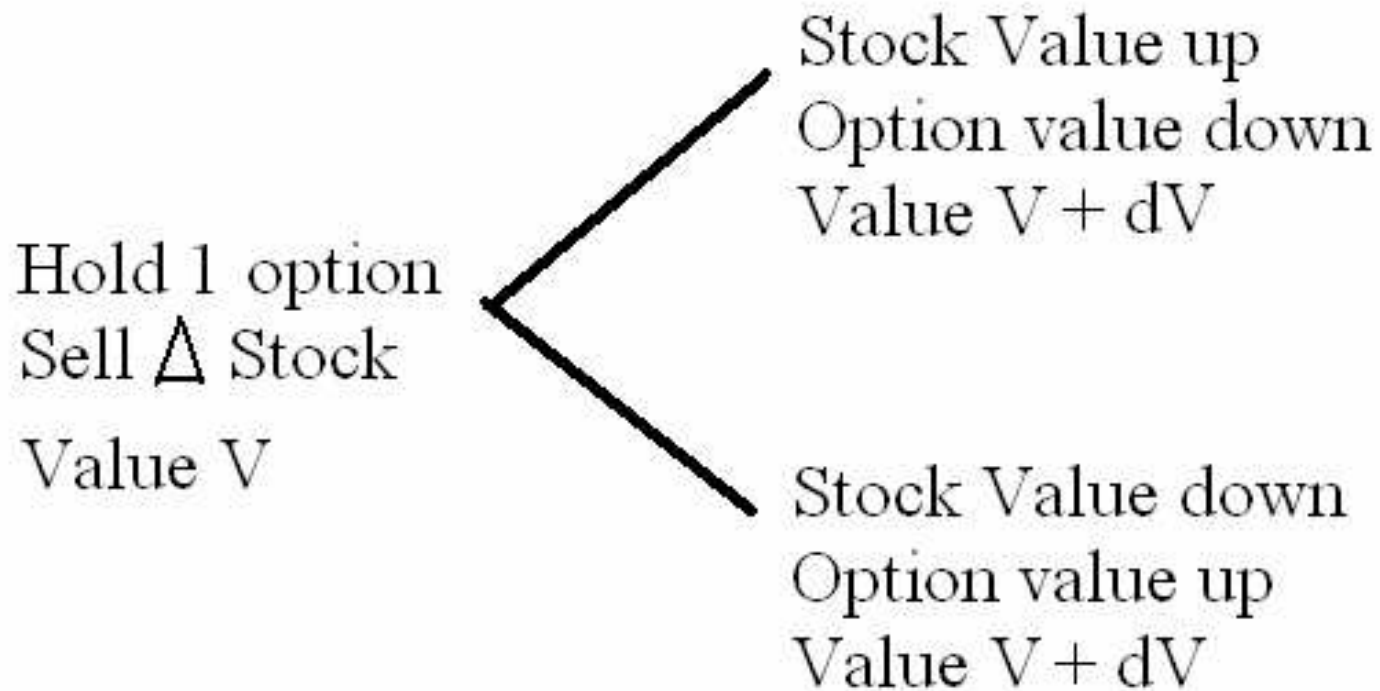 Hold 1 option
Sell Δ Stock
Value V
Stock Value up
Option value down
Value V + dV
Stock Value down
Option value up
Value V + dV